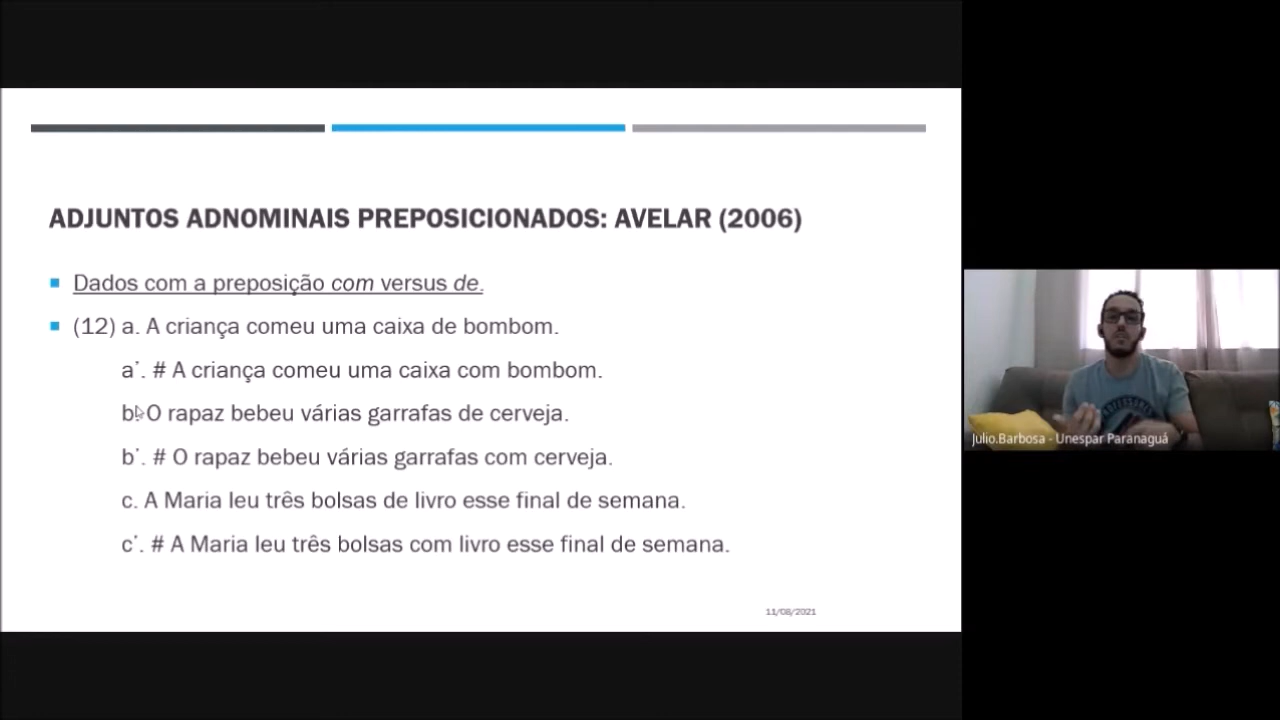 ADJUNTOS ADNOMINAIS PREPOSICIONADOS: AVELAR (2006)
Dados com a preposição com versus de.
(12) a. A criança comeu uma caixa de bombom.
a’. # A criança comeu uma caixa com bombom.
b. O rapaz bebeu várias garrafas de cerveja.
b’. # O rapaz bebeu várias garrafas com cerveja.
c. A Maria leu três bolsas de livro esse final de semana.
c’. # A Maria leu três bolsas com livro esse final de semana.
11/08/2021
Julio.Barbosa - Unespar Paranaguá